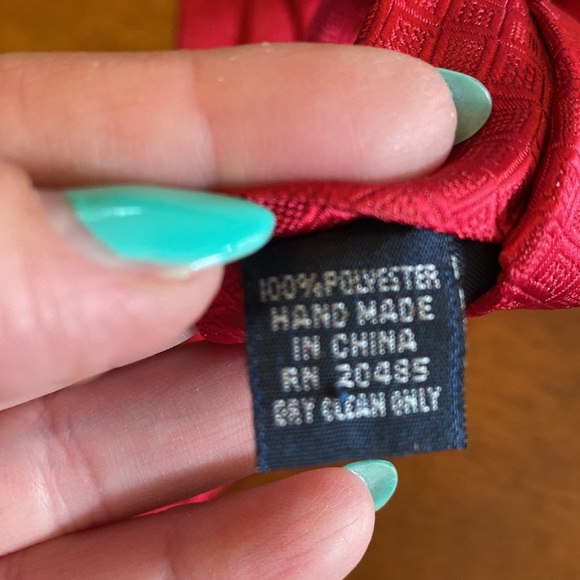 100% POLYESTER
HAND MADE
IN CHINA
RN 20485
DRY CLEAN ONLY